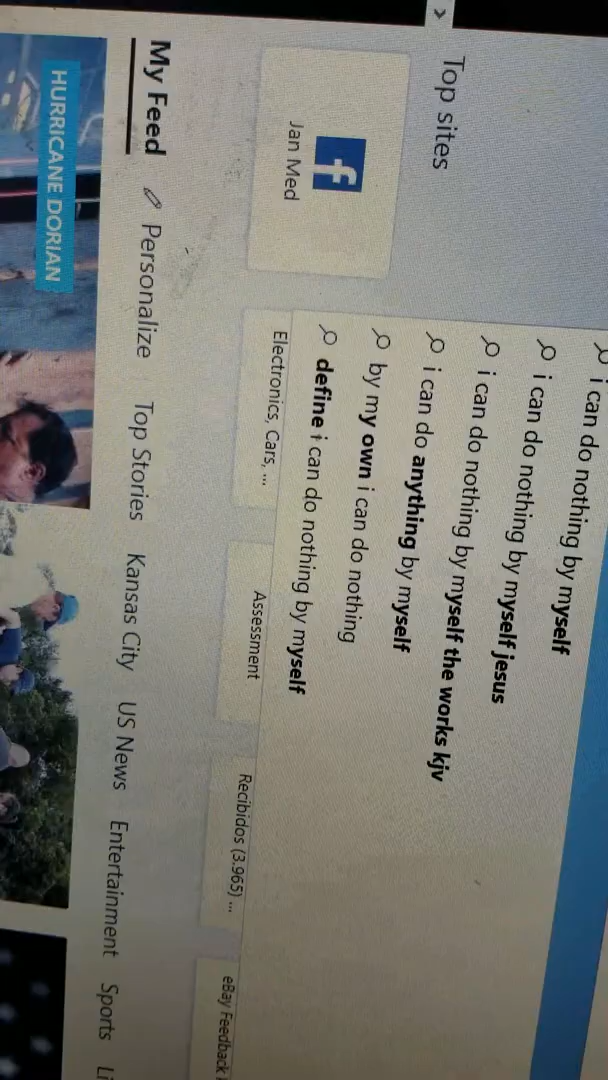 i can do nothing by myself
i can do nothing by myself jesus
i can do nothing by myself the works kjv
i can do anything by myself
by my own i can do nothing
define i can do nothing by myself
Top sites
f
Jan Med
Electronics, Cars, ...
Assessment
Recibidos (3.965) ...
eBay Feedback
My Feed Personalize Top Stories Kansas City US News Entertainment Sports Li
HURRICANE DORIAN